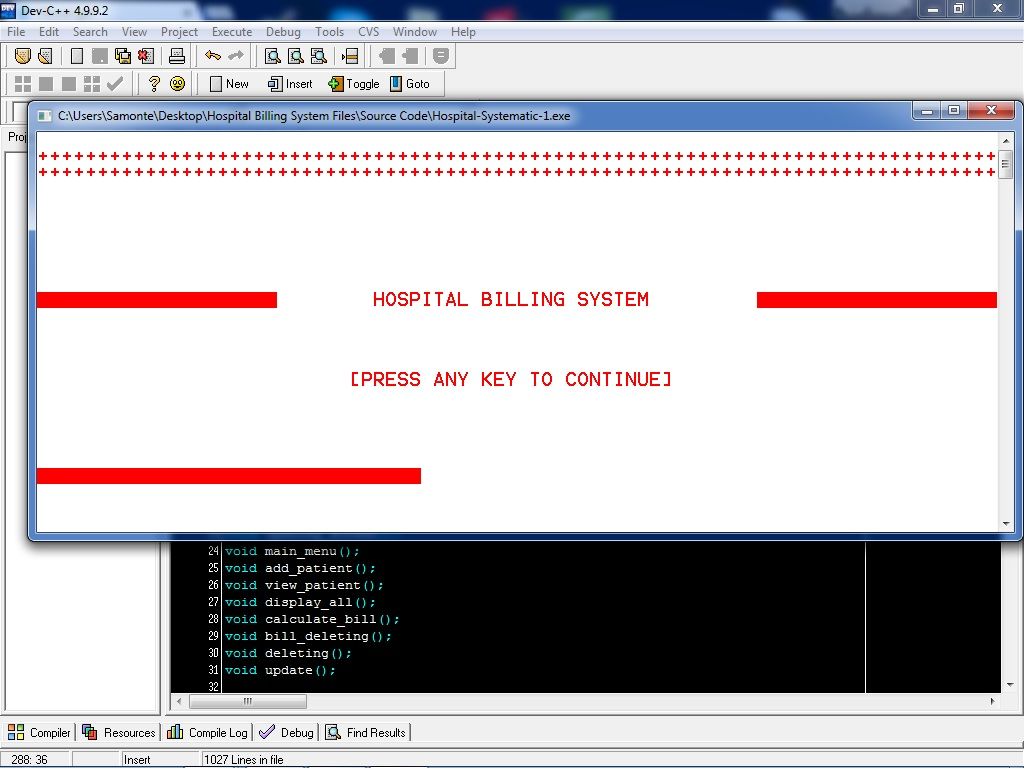 Dev-C++ 4.9.9.2
File Edit Search View Project Execute Debug Tools CVS Window Help
New Insert Toggle Goto
C:\Users\Samonte\Desktop\Hospital Billing System Files\Source Code\Hospital-Systematic-1.exe
Proj
++++++++++++++++++++++++++++++++++++++++++++++++++++++++++++++++++++++++++++++++
++++++++++++++++++++++++++++++++++++++++++++++++++++++++++++++++++++++++++++++++
HOSPITAL BILLING SYSTEM
[PRESS ANY KEY TO CONTINUE]
24 void main_menu();
25 void add_patient();
26 void view_patient();
27 void display_all();
28 void calculate_bill();
29 void bill_deleting();
30 void deleting();
31 void update();
32
Compiler Resources Compile Log Debug Find Results
288: 36 Insert 1027 Lines in file